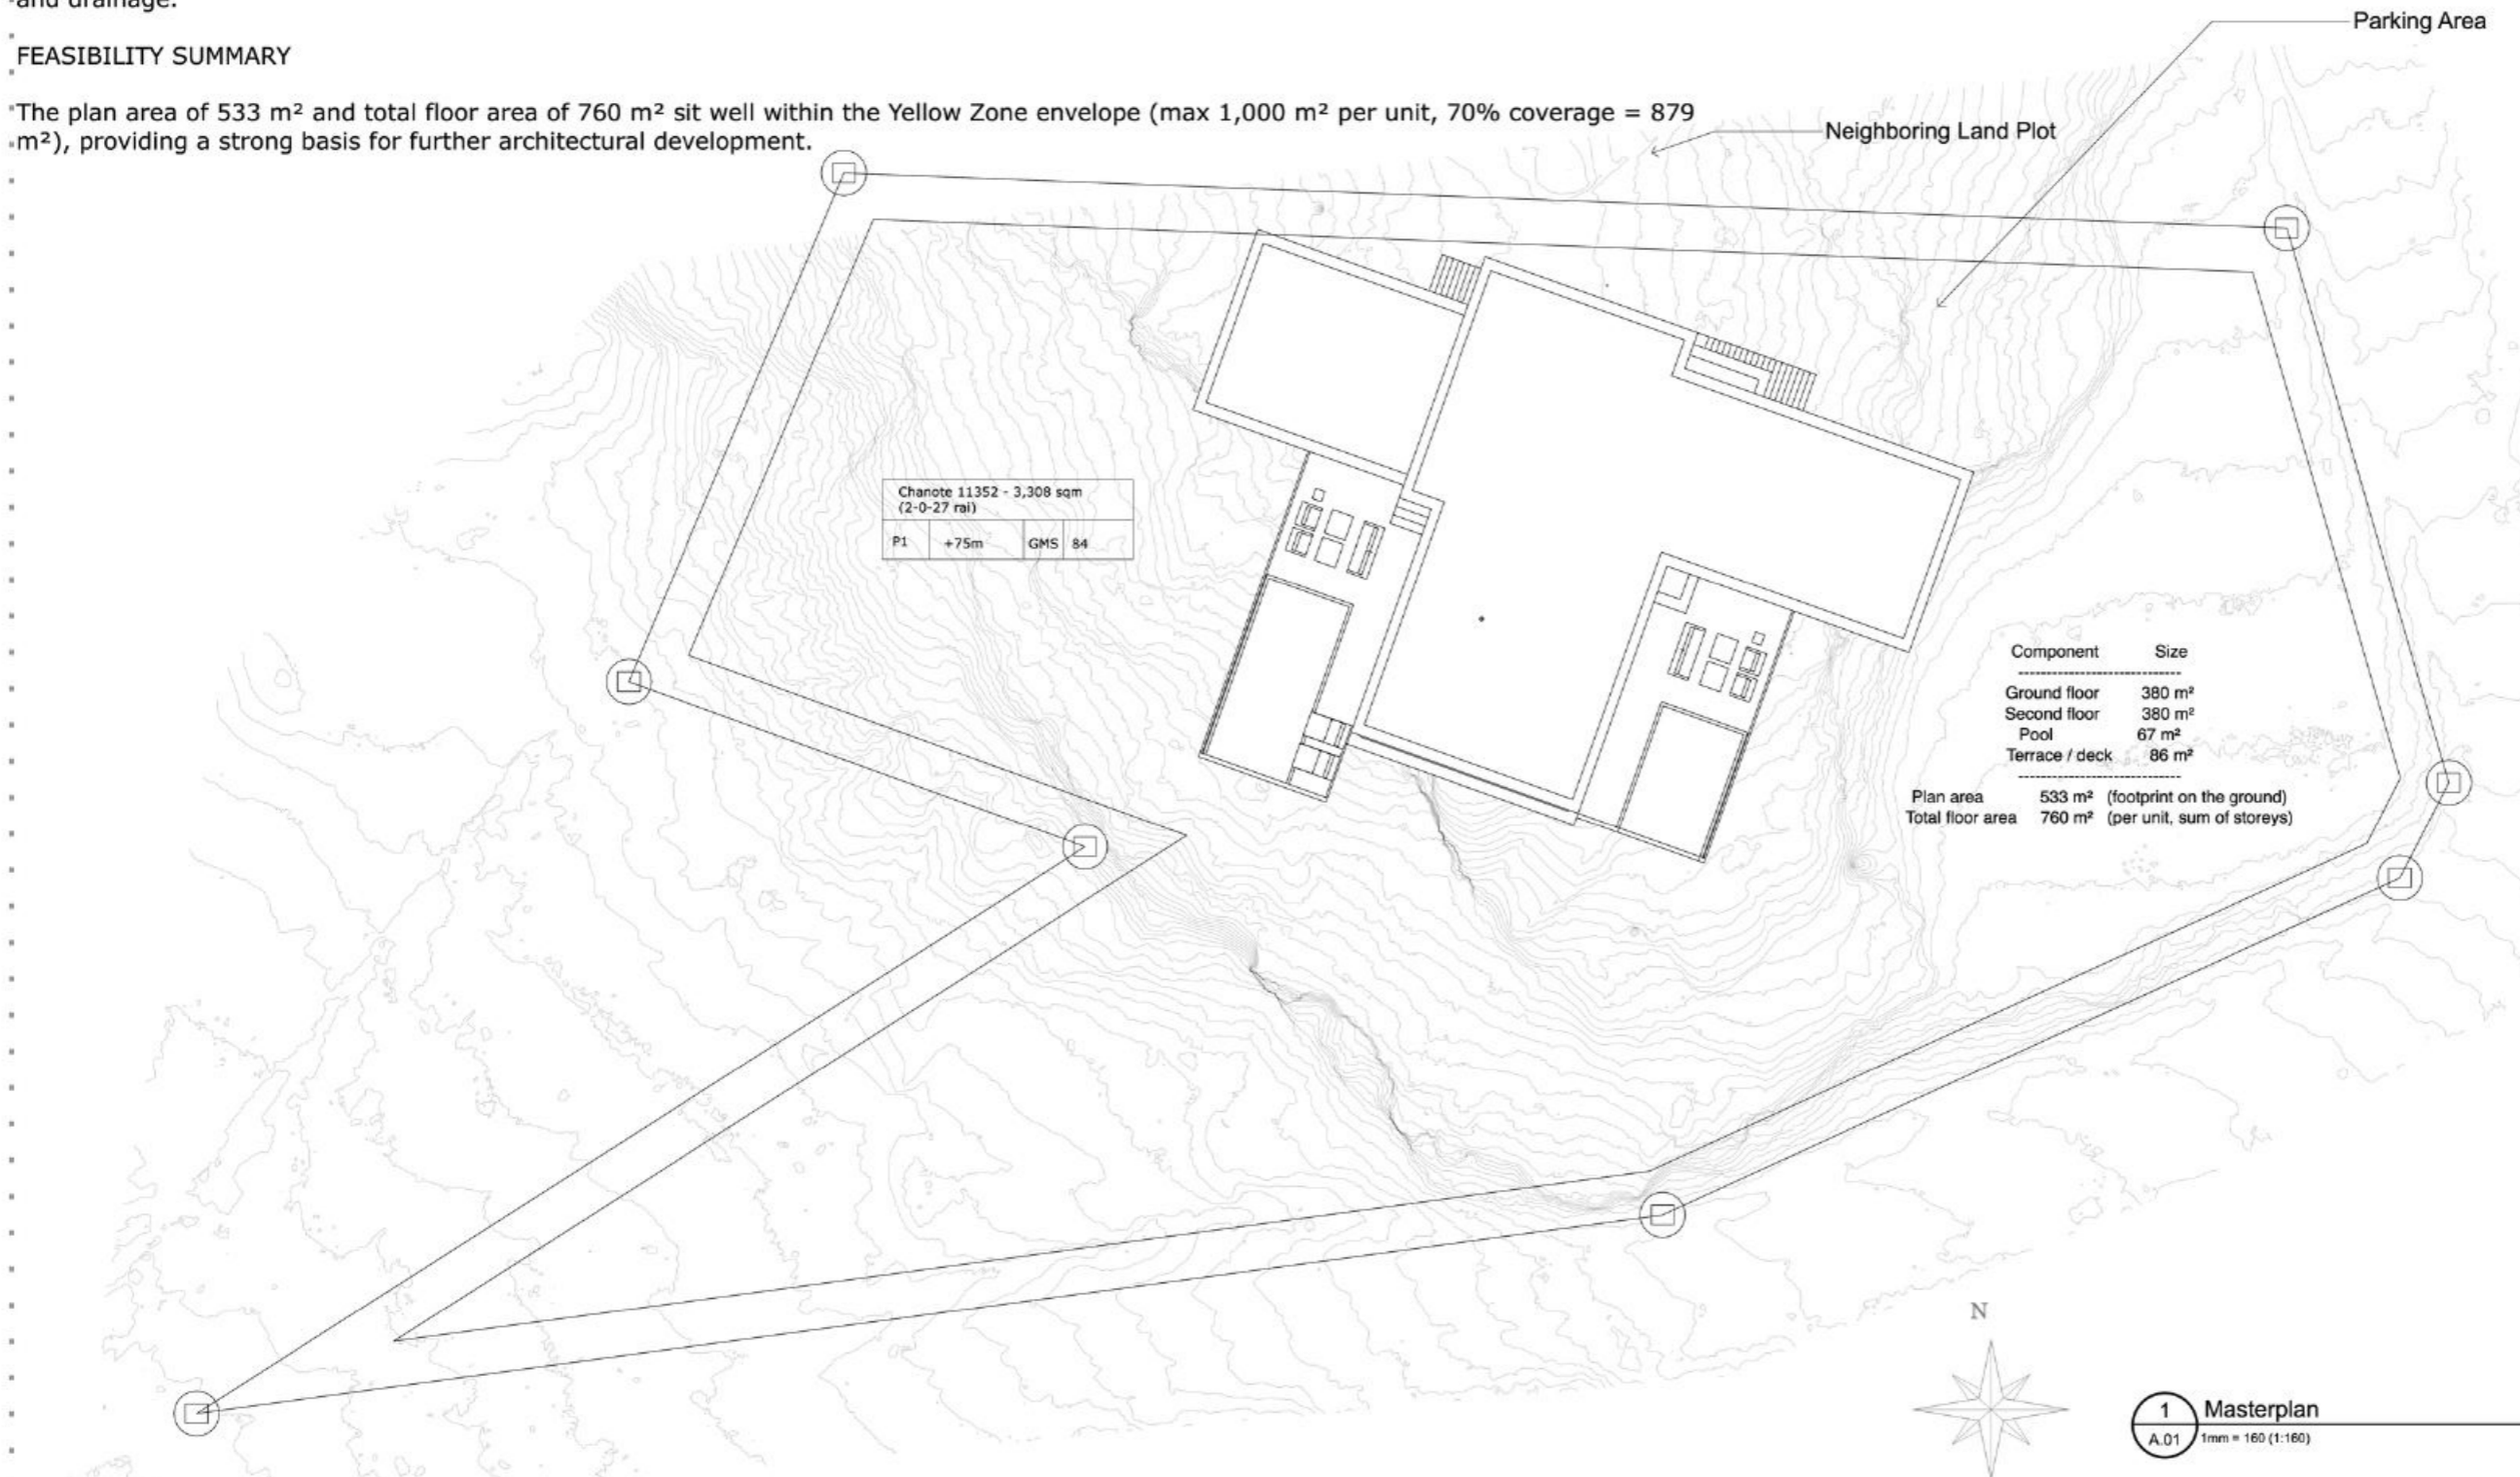 and drainage.
Parking Area
FEASIBILITY SUMMARY
The plan area of 533 m² and total floor area of 760 m² sit well within the Yellow Zone envelope (max 1,000 m² per unit, 70% coverage = 879
m²), providing a strong basis for further architectural development.
Neighboring Land Plot
Chanote 11352 - 3,308 sqm
(2-0-27 rai)
P1 +75m GMS 84
Component Size
----------------------------
Ground floor 380 m²
Second floor 380 m²
Pool 67 m²
Terrace / deck 86 m²
----------------------------
Plan area 533 m² (footprint on the ground)
Total floor area 760 m² (per unit, sum of storeys)
N
1 Masterplan
A.01 1mm = 160 (1:160)